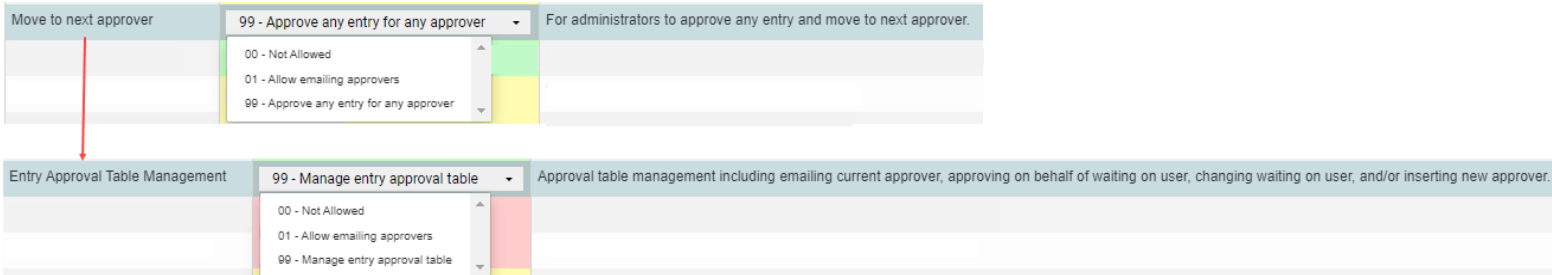 Move to next approver 99 - Approve any entry for any approver For administrators to approve any entry and move to next approver.
00 - Not Allowed
01 - Allow emailing approvers
99 - Approve any entry for any approver
Entry Approval Table Management 99 - Manage entry approval table Approval table management including emailing current approver, approving on behalf of waiting on user, changing waiting on user, and/or inserting new approver.
00 - Not Allowed
01 - Allow emailing approvers
99 - Manage entry approval table